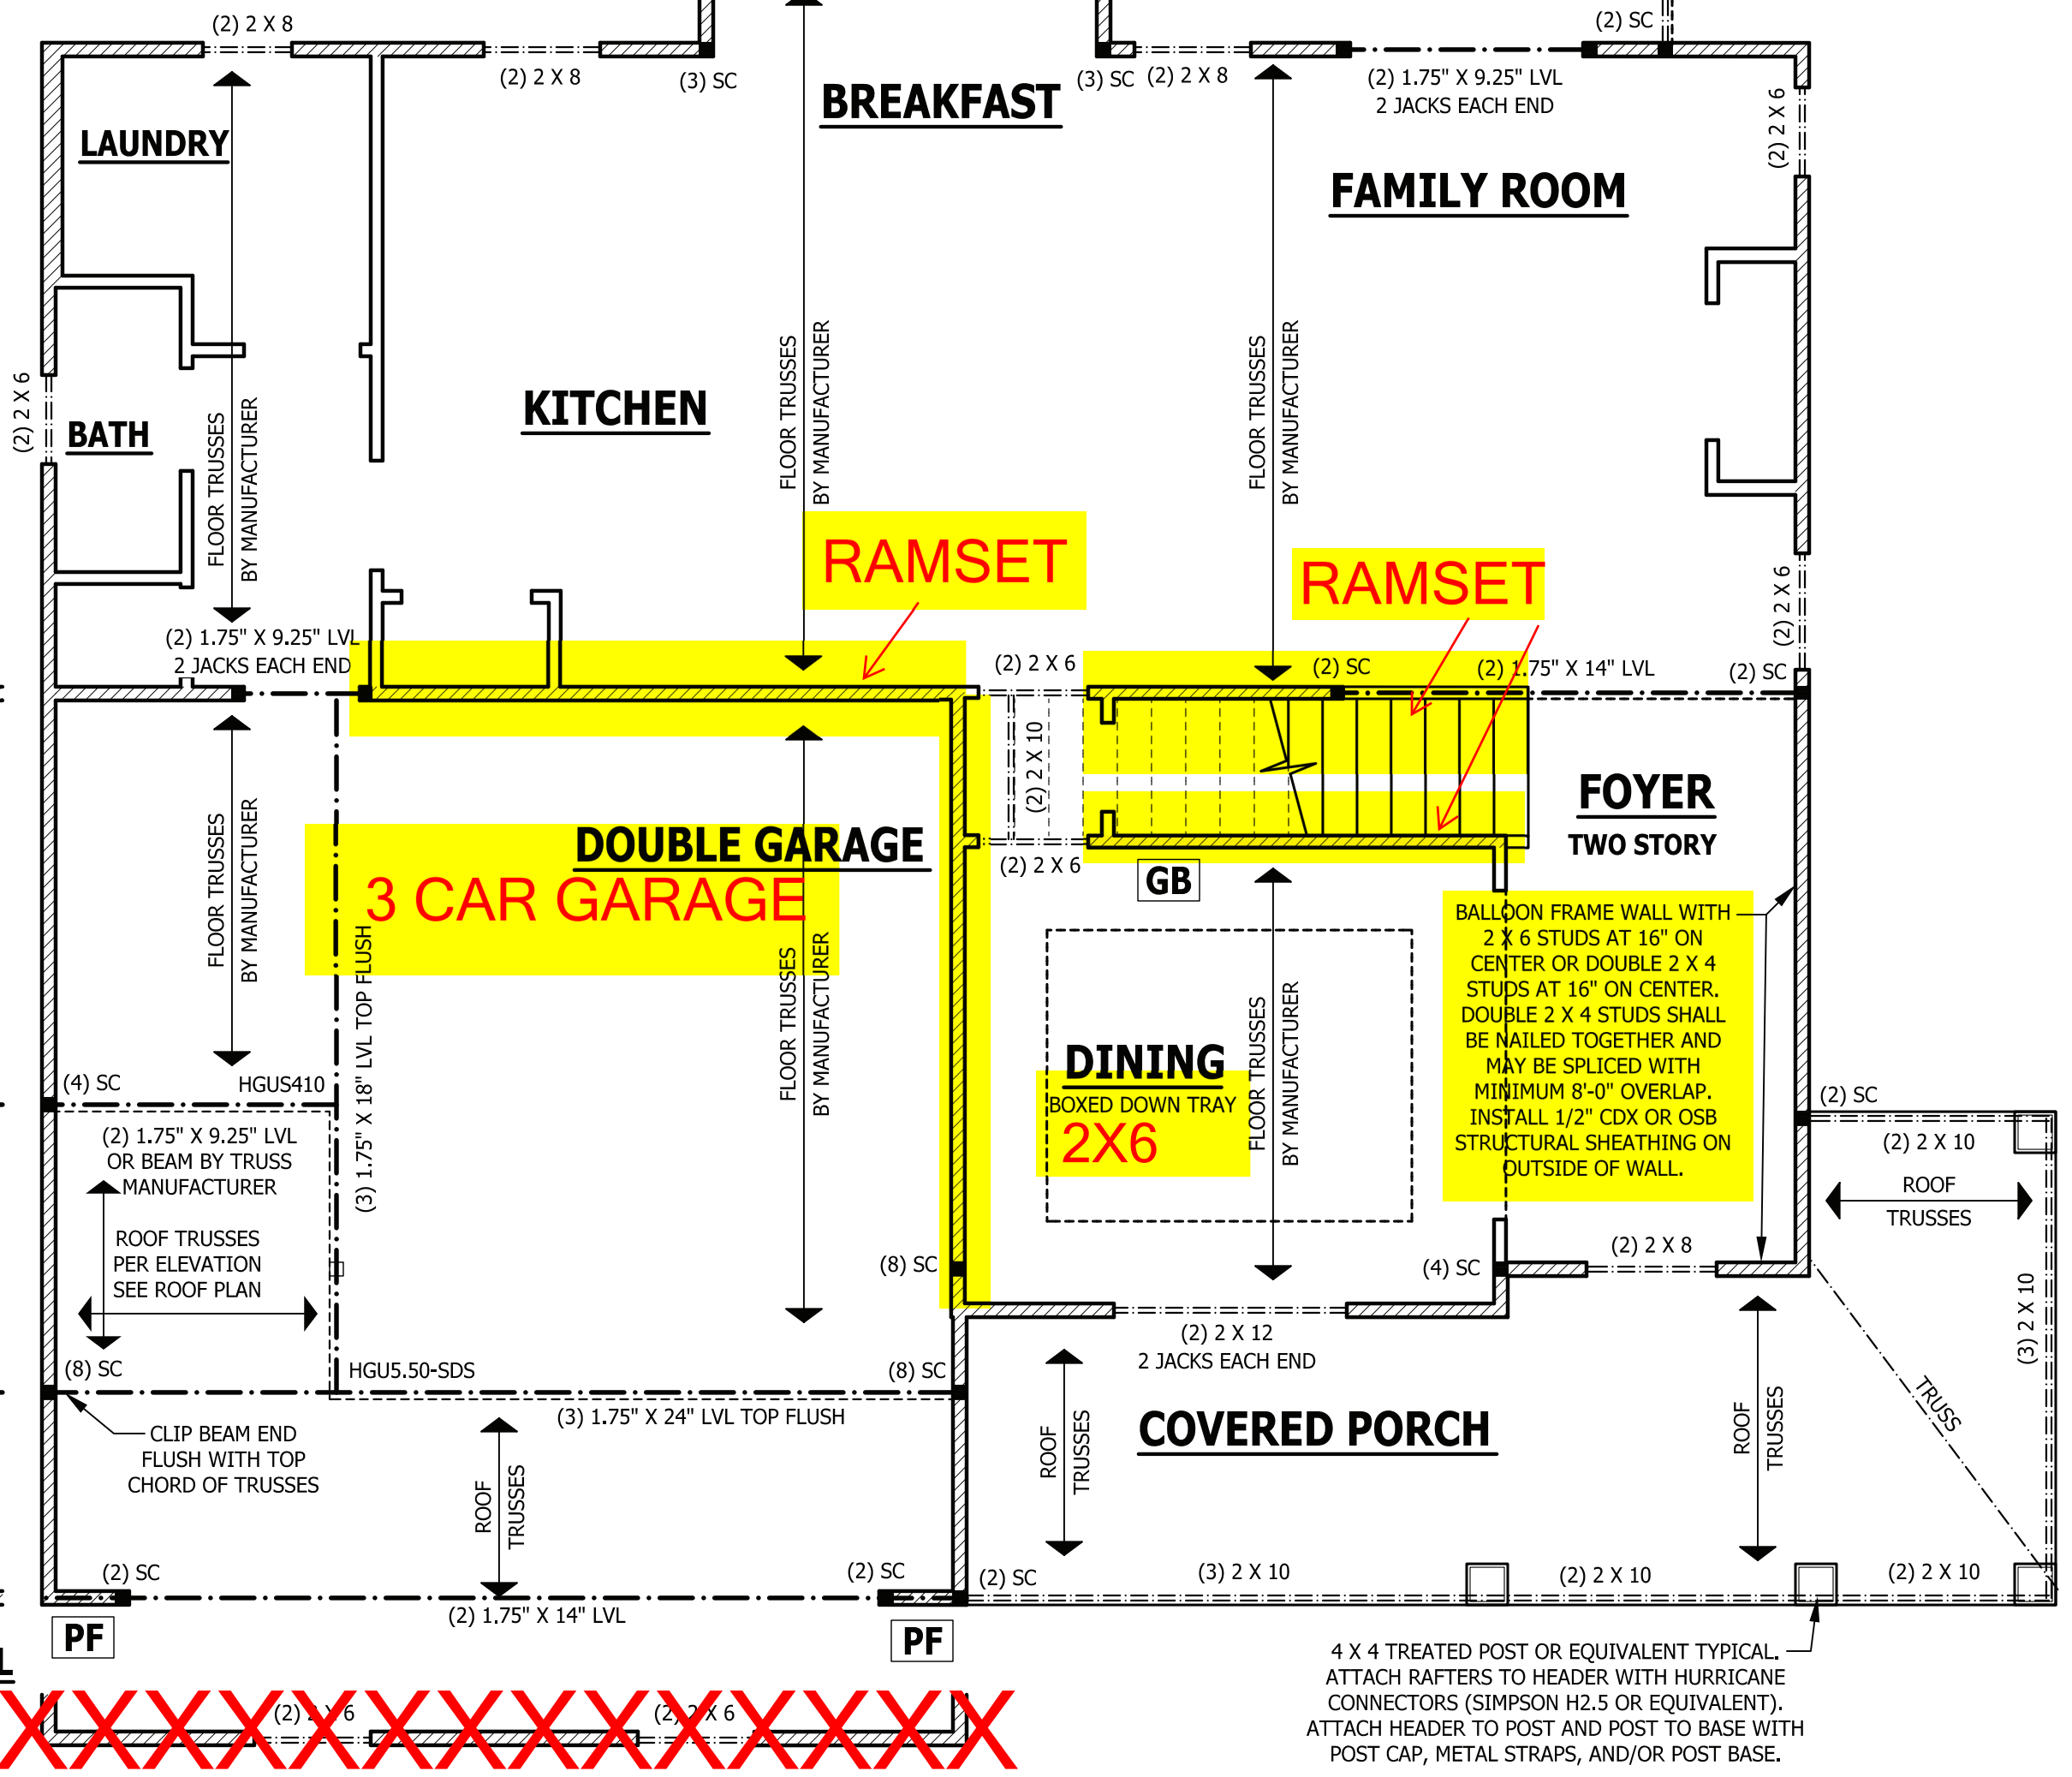 (2) 2 X 8
(2) SC
(2) 2 X 8
(3) SC
BREAKFAST
(3) SC
(2) 2 X 8
(2) 1.75" X 9.25" LVL
2 JACKS EACH END
(2) 2 X 6
LAUNDRY
FAMILY ROOM
FLOOR TRUSSES
BY MANUFACTURER
FLOOR TRUSSES
BY MANUFACTURER
FLOOR TRUSSES
BY MANUFACTURER
(2) 2 X 6
BATH
KITCHEN
RAMSET
RAMSET
(2) 2 X 6
(2) 1.75" X 9.25" LVL
2 JACKS EACH END
(2) 2 X 6
(2) SC
(2) 1.75" X 14" LVL
(2) SC
(2) 2 X 10
(2) 2 X 6
GB
FOYER
TWO STORY
DOUBLE GARAGE
3 CAR GARAGE
FLOOR TRUSSES
BY MANUFACTURER
(3) 1.75" X 18" LVL TOP FLUSH
FLOOR TRUSSES
BY MANUFACTURER
FLOOR TRUSSES
BY MANUFACTURER
BALLOON FRAME WALL WITH
2 X 6 STUDS AT 16" ON
CENTER OR DOUBLE 2 X 4
STUDS AT 16" ON CENTER.
DOUBLE 2 X 4 STUDS SHALL
BE NAILED TOGETHER AND
MAY BE SPLICED WITH
MINIMUM 8'-0" OVERLAP.
INSTALL 1/2" CDX OR OSB
STRUCTURAL SHEATHING ON
OUTSIDE OF WALL.
DINING
BOXED DOWN TRAY
2X6
(4) SC
HGUS410
(2) 1.75" X 9.25" LVL
OR BEAM BY TRUSS
MANUFACTURER
ROOF TRUSSES
PER ELEVATION
SEE ROOF PLAN
(2) SC
(2) 2 X 10
ROOF
TRUSSES
(8) SC
(4) SC
(2) 2 X 8
(3) 2 X 10
(2) 2 X 12
2 JACKS EACH END
(8) SC
HGU5.50-SDS
(8) SC
(3) 1.75" X 24" LVL TOP FLUSH
CLIP BEAM END
FLUSH WITH TOP
CHORD OF TRUSSES
ROOF
TRUSSES
ROOF
TRUSSES
COVERED PORCH
ROOF
TRUSSES
TRUSS
(2) SC
(2) SC
(2) SC
(3) 2 X 10
(2) 2 X 10
(2) 2 X 10
(2) 1.75" X 14" LVL
PF
PF
L
4 X 4 TREATED POST OR EQUIVALENT TYPICAL.
ATTACH RAFTERS TO HEADER WITH HURRICANE
CONNECTORS (SIMPSON H2.5 OR EQUIVALENT).
ATTACH HEADER TO POST AND POST TO BASE WITH
POST CAP, METAL STRAPS, AND/OR POST BASE.
(2) 2 X 6
(2) 2 X 6
XXXXXXXXXXXXXX